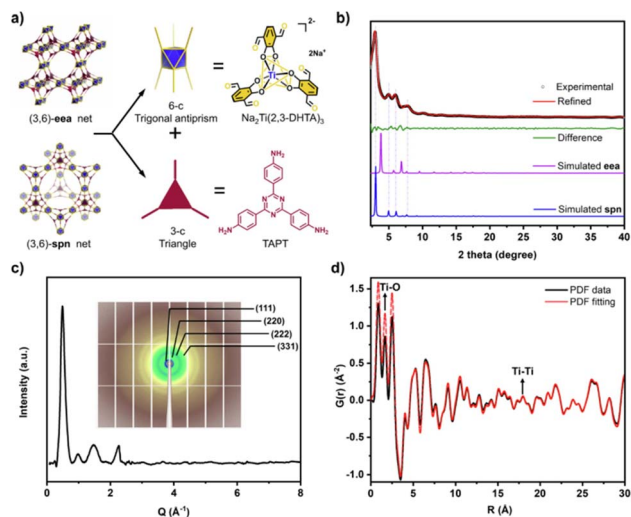 a)
(3,6)-eea net
6-c
Trigonal antiprism
=
2-
2Na⁺
O
O
O
O
O
O
Ti
Na₂Ti(2,3-DHTA)₃
+
(3,6)-spn net
3-c
Triangle
=
NH₂
N
N
N
H₂N
NH₂
TAPT
b)
Experimental
Refined
Difference
Simulated eea
Simulated spn
5 10 15 20 25 30 35 40
2 theta (degree)
c)
(111)
(220)
(222)
(331)
Intensity (a.u.)
0 2 4 6 8
Q (Å⁻¹)
d)
Ti-O
PDF data
PDF fitting
Ti-Ti
G(r) (Å⁻²)
1.5
1.0
0.5
0.0
-0.5
-1.0
0 5 10 15 20 25 30
R (Å)